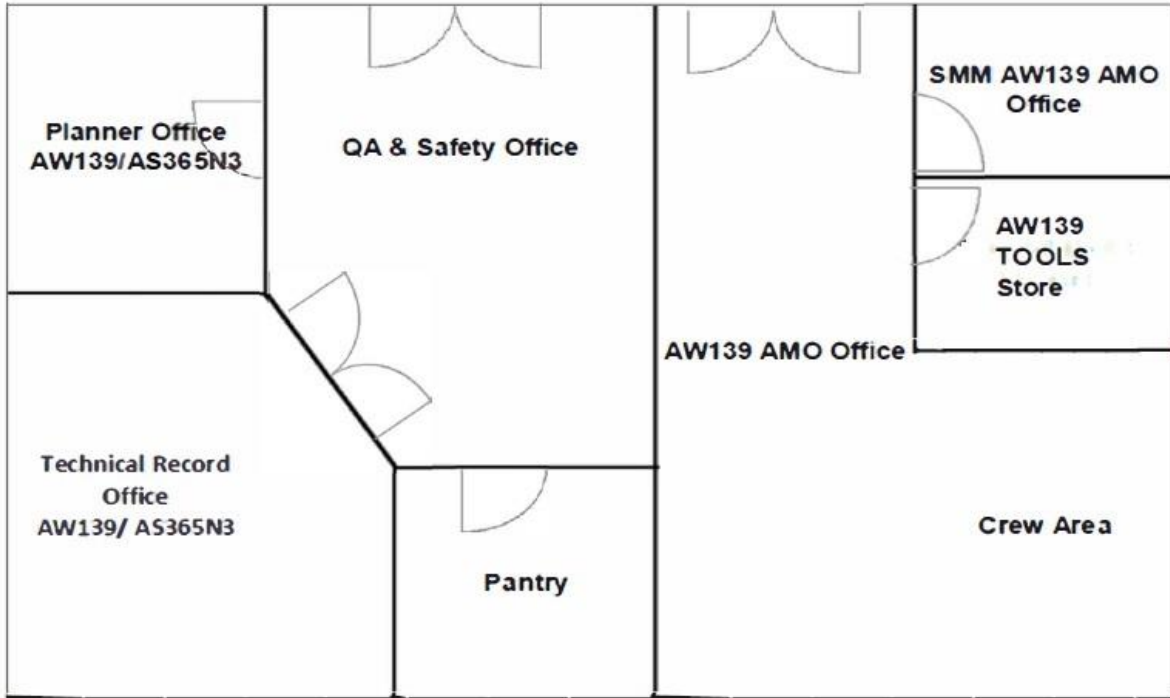 Planner Office
AW139/AS365N3
QA & Safety Office
SMM AW139 AMO
Office
AW139
TOOLS
Store
AW139 AMO Office
Technical Record
Office
AW139/ AS365N3
Pantry
Crew Area